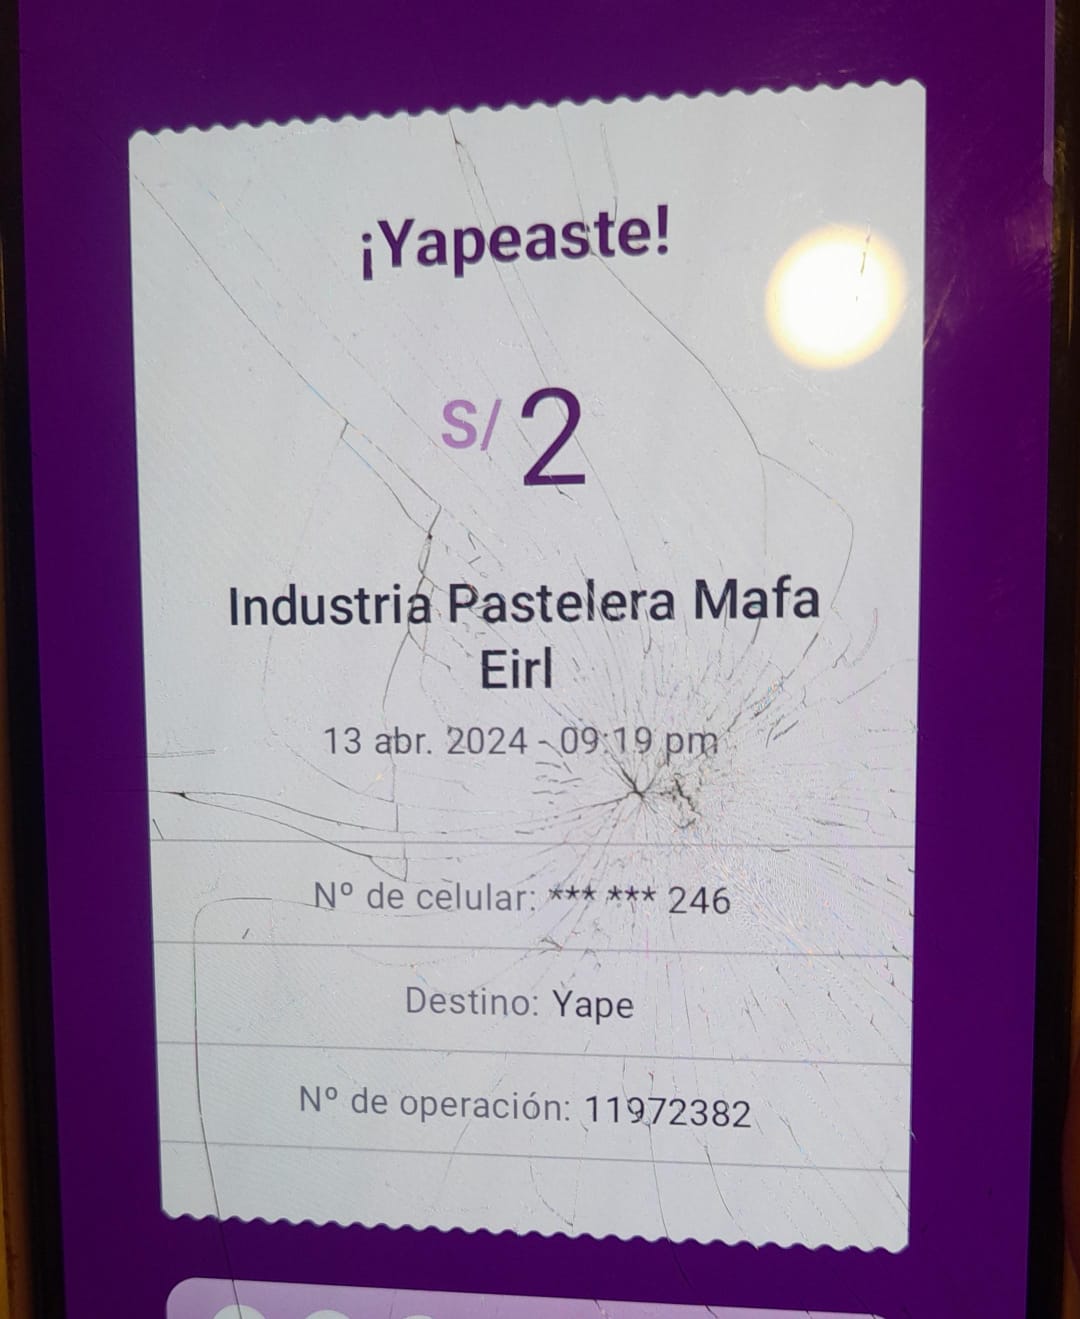 ¡Yapeaste!
S/ 2
Industria Pastelera Mafa
Eirl
13 abr. 2024 - 09:19 pm
Nº de celular: *** *** 246
Destino: Yape
Nº de operación: 11972382